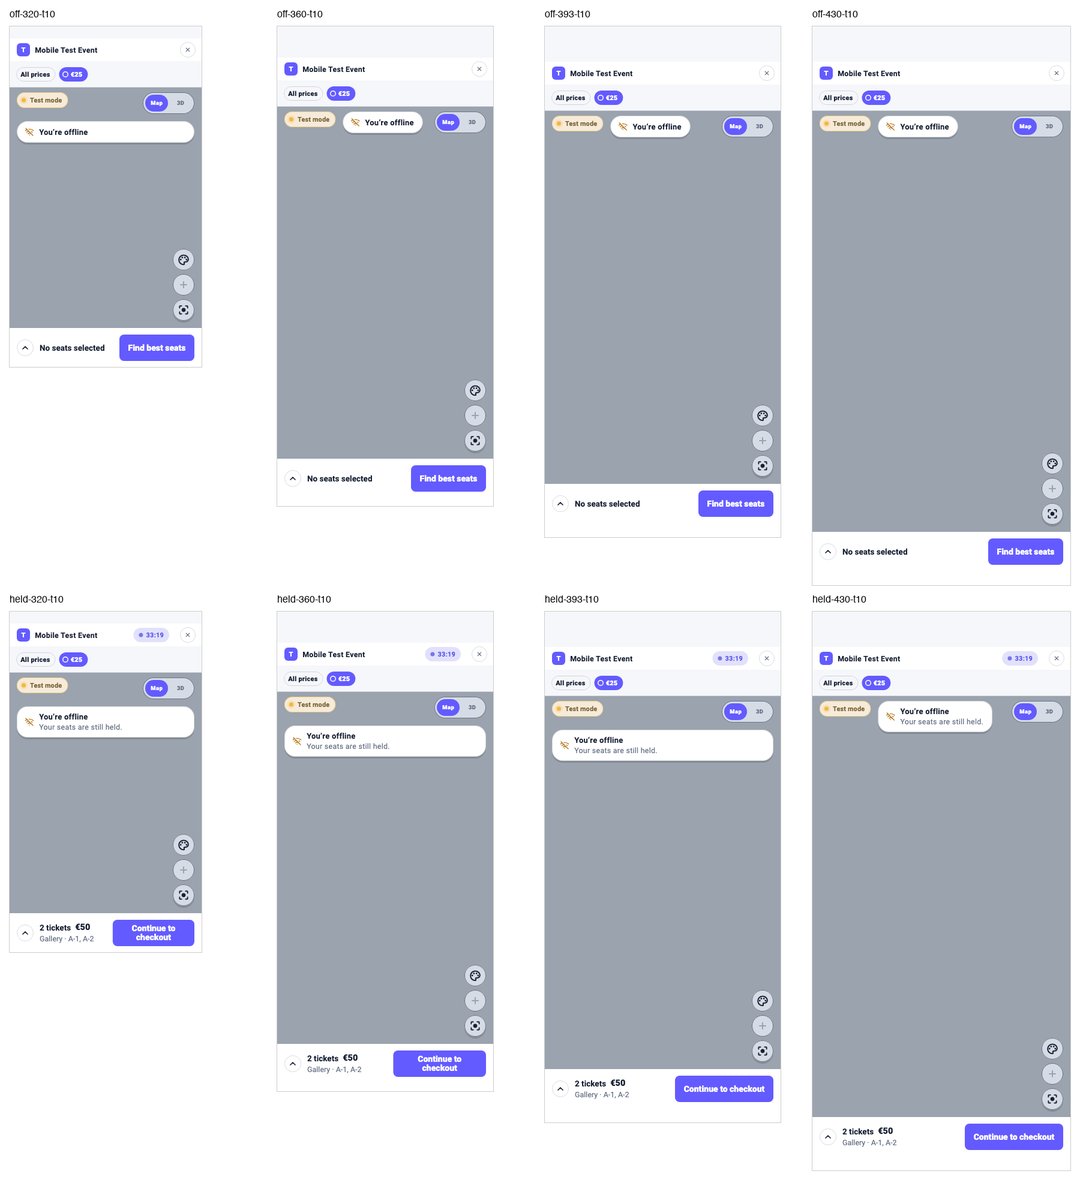 off-320-t10
T Mobile Test Event
All prices €25
Test mode Map 3D
You're offline
No seats selected Find best seats
off-360-t10
T Mobile Test Event
All prices €25
Test mode You're offline Map 3D
No seats selected Find best seats
off-393-t10
T Mobile Test Event
All prices €25
Test mode You're offline Map 3D
No seats selected Find best seats
off-430-t10
T Mobile Test Event
All prices €25
Test mode You're offline Map 3D
No seats selected Find best seats
held-320-t10
T Mobile Test Event 33:19
All prices €25
Test mode Map 3D
You're offline
Your seats are still held.
2 tickets €50
Gallery · A-1, A-2
Continue to
checkout
held-360-t10
T Mobile Test Event 33:19
All prices €25
Test mode Map 3D
You're offline
Your seats are still held.
2 tickets €50
Gallery · A-1, A-2
Continue to
checkout
held-393-t10
T Mobile Test Event 33:19
All prices €25
Test mode Map 3D
You're offline
Your seats are still held.
2 tickets €50
Gallery · A-1, A-2
Continue to checkout
held-430-t10
T Mobile Test Event 33:19
All prices €25
Test mode Map 3D
You're offline
Your seats are still held.
2 tickets €50
Gallery · A-1, A-2
Continue to checkout